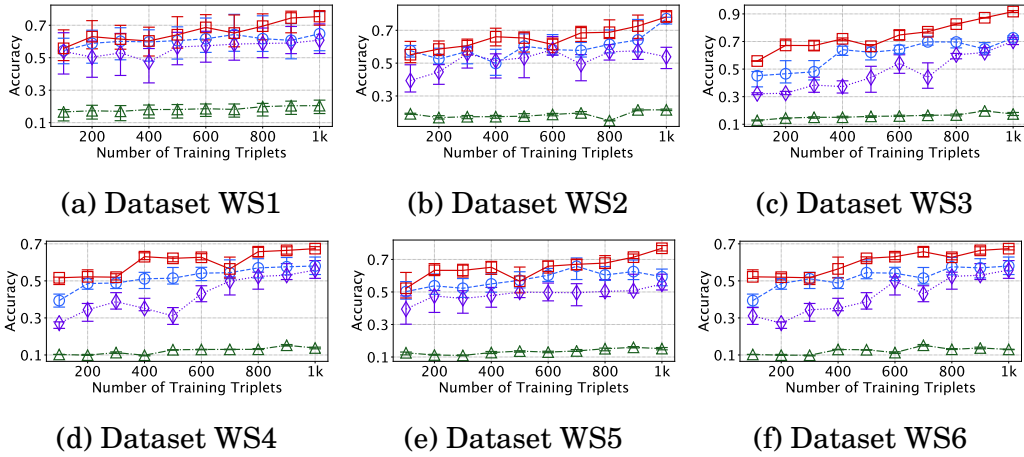 Accuracy
0.7
0.5
0.3
0.1
200 400 600 800 1k
Number of Training Triplets
(a) Dataset WS1
Accuracy
0.7
0.5
0.3
200 400 600 800 1k
Number of Training Triplets
(b) Dataset WS2
Accuracy
0.9
0.7
0.5
0.3
0.1
200 400 600 800 1k
Number of Training Triplets
(c) Dataset WS3
Accuracy
0.7
0.5
0.3
0.1
200 400 600 800 1k
Number of Training Triplets
(d) Dataset WS4
Accuracy
0.7
0.5
0.3
0.1
200 400 600 800 1k
Number of Training Triplets
(e) Dataset WS5
Accuracy
0.7
0.5
0.3
0.1
200 400 600 800 1k
Number of Training Triplets
(f) Dataset WS6